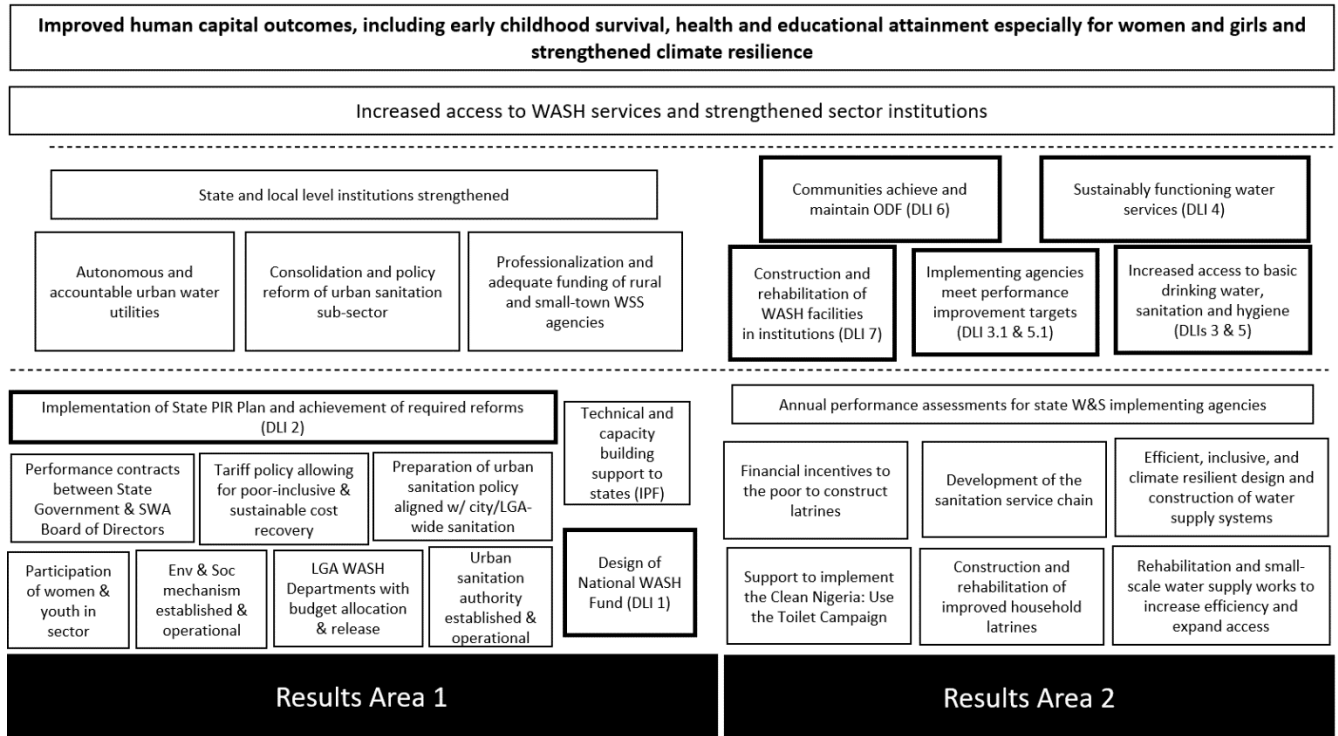 Improved human capital outcomes, including early childhood survival, health and educational attainment especially for women and girls and
strengthened climate resilience
Increased access to WASH services and strengthened sector institutions
State and local level institutions strengthened
Autonomous and
accountable urban water
utilities
Consolidation and policy
reform of urban sanitation
sub-sector
Professionalization and
adequate funding of rural
and small-town WSS
agencies
Communities achieve and
maintain ODF (DLI 6)
Sustainably functioning water
services (DLI 4)
Construction and
rehabilitation of
WASH facilities
in institutions (DLI 7)
Implementing agencies
meet performance
improvement targets
(DLI 3.1 & 5.1)
Increased access to basic
drinking water,
sanitation and hygiene
(DLIs 3 & 5)
Implementation of State PIR Plan and achievement of required reforms
(DLI 2)
Technical and
capacity
building
support to
states (IPF)
Performance contracts
between State
Government & SWA
Board of Directors
Tariff policy allowing
for poor-inclusive &
sustainable cost
recovery
Preparation of urban
sanitation policy
aligned w/ city/LGA-
wide sanitation
Participation
of women &
youth in
sector
Env & Soc
mechanism
established &
operational
LGA WASH
Departments with
budget allocation
& release
Urban
sanitation
authority
established &
operational
Design of
National WASH
Fund (DLI 1)
Annual performance assessments for state W&S implementing agencies
Financial incentives to
the poor to construct
latrines
Development of the
sanitation service chain
Efficient, inclusive, and
climate resilient design and
construction of water
supply systems
Support to implement
the Clean Nigeria: Use
the Toilet Campaign
Construction and
rehabilitation of
improved household
latrines
Rehabilitation and small-
scale water supply works to
increase efficiency and
expand access
Results Area 1
Results Area 2